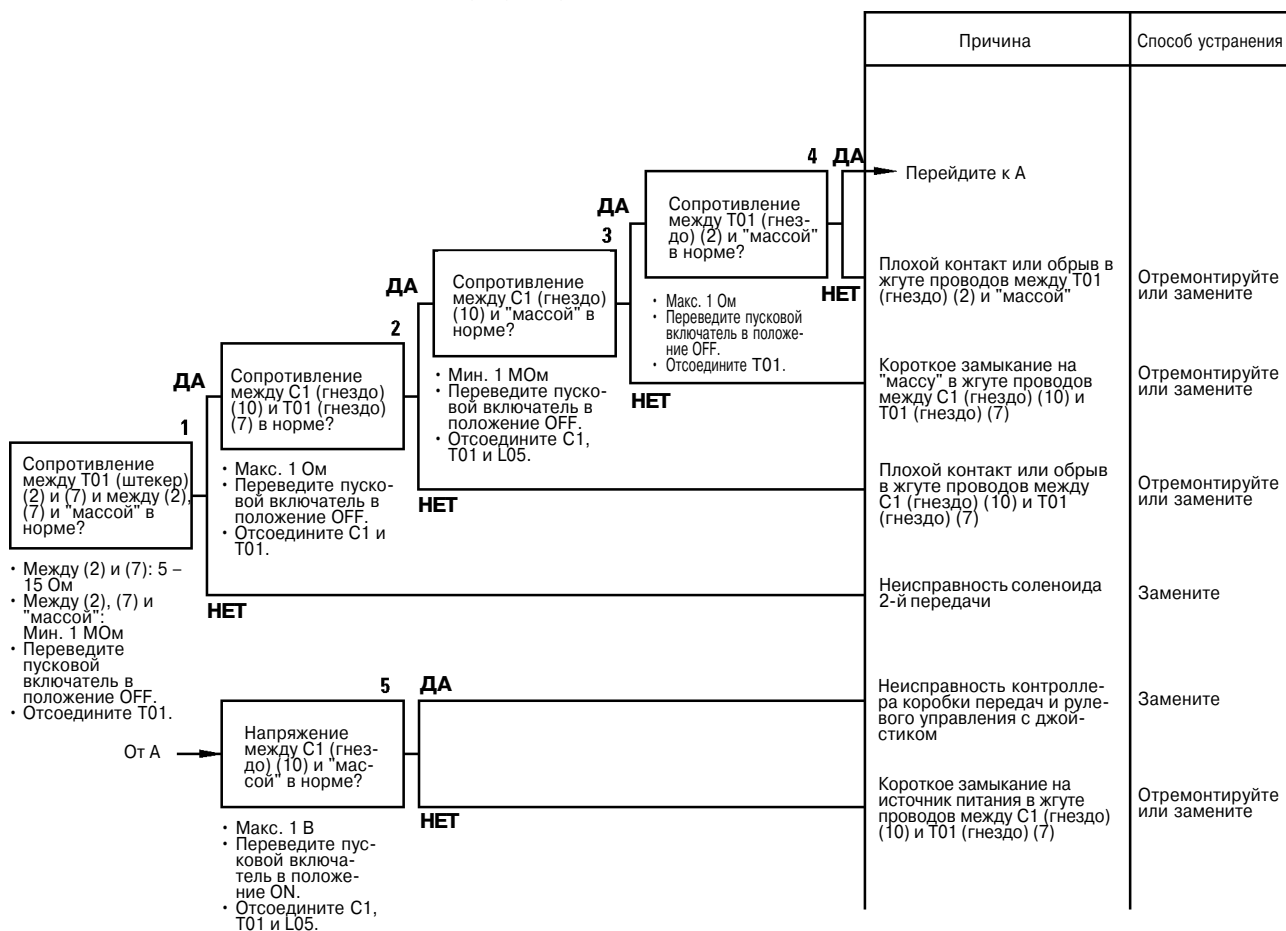 Причина
Способ устранения
4
ДА
Перейдите к А
Сопротивление
между Т01 (гнез-
до) (2) и "массой"
в норме?
НЕТ
Плохой контакт или обрыв в
жгуте проводов между Т01
(гнездо) (2) и "массой"
Отремонтируйте
или замените
• Макс. 1 Ом
• Переведите пусковой
включатель в положе-
ние OFF.
• Отсоедините Т01.
ДА
3
Сопротивление
между С1 (гнездо)
(10) и "массой" в
норме?
НЕТ
Короткое замыкание на
"массу" в жгуте проводов
между С1 (гнездо) (10) и
Т01 (гнездо) (7)
Отремонтируйте
или замените
• Мин. 1 МОм
• Переведите пуско-
вой включатель в
положение OFF.
• Отсоедините С1,
Т01 и L05.
ДА
2
Сопротивление
между С1 (гнездо)
(10) и Т01 (гнездо)
(7) в норме?
НЕТ
Плохой контакт или обрыв
в жгуте проводов между
С1 (гнездо) (10) и Т01
(гнездо) (7)
Отремонтируйте
или замените
• Макс. 1 Ом
• Переведите пуско-
вой включатель в
положение OFF.
• Отсоедините С1 и
Т01.
ДА
1
Сопротивление
между Т01 (штекер)
(2) и (7) и между (2),
(7) и "массой" в
норме?
НЕТ
Неисправность соленоида
2-й передачи
Замените
• Между (2) и (7): 5 –
15 Ом
• Между (2), (7) и
"массой":
Мин. 1 МОм
• Переведите
пусковой
включатель в
положение OFF.
• Отсоедините Т01.
От А
5
ДА
Напряжение
между С1 (гнез-
до) (10) и "мас-
сой" в норме?
Неисправность контролле-
ра коробки передач и руле-
вого управления с джой-
стиком
Замените
НЕТ
Короткое замыкание на
источник питания в жгуте
проводов между С1 (гнездо)
(10) и Т01 (гнездо) (7)
Отремонтируйте
или замените
• Макс. 1 В
• Переведите пус-
ковой включа-
тель в положе-
ние ON.
• Отсоедините С1,
Т01 и L05.